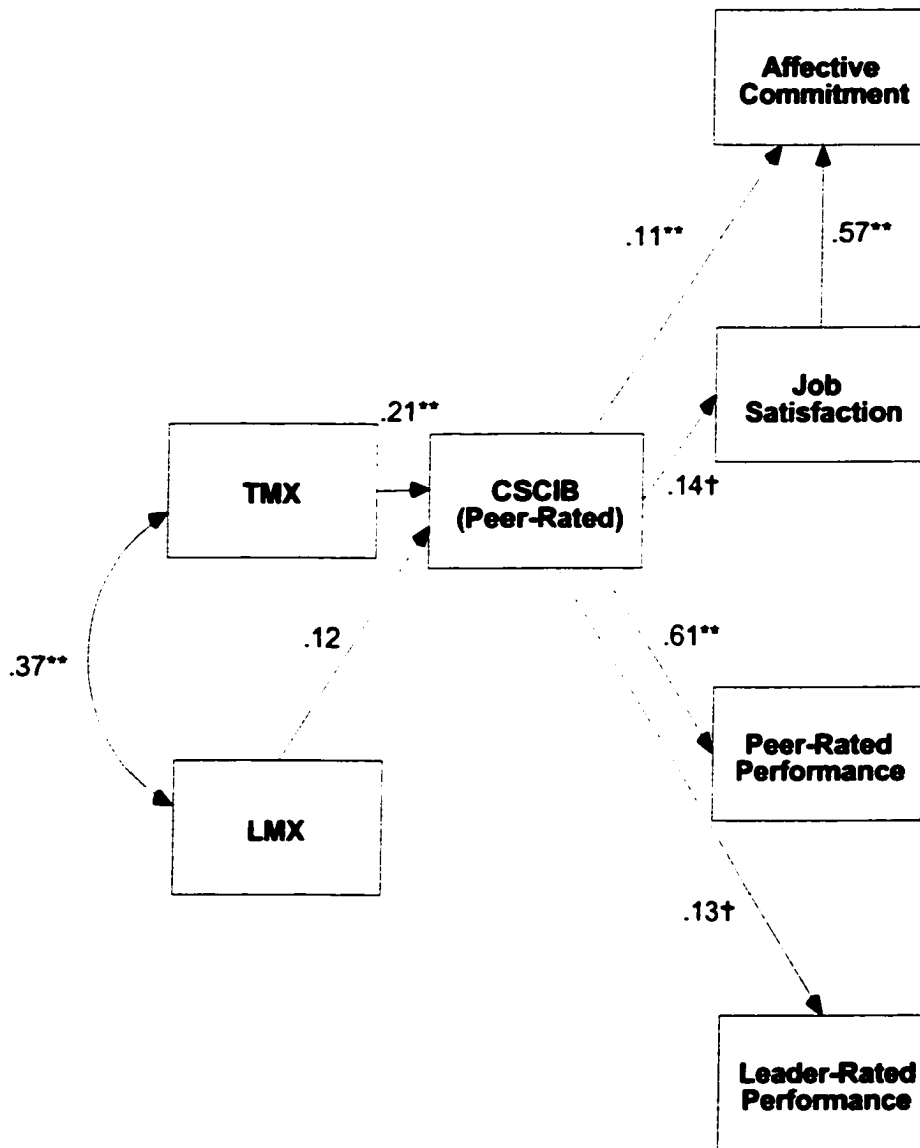 Affective
Commitment
.11**
.57**
Job
Satisfaction
.21**
TMX
CSCIB
(Peer-Rated)
.14†
.37**
.12
.61**
Peer-Rated
Performance
LMX
.13†
Leader-Rated
Performance